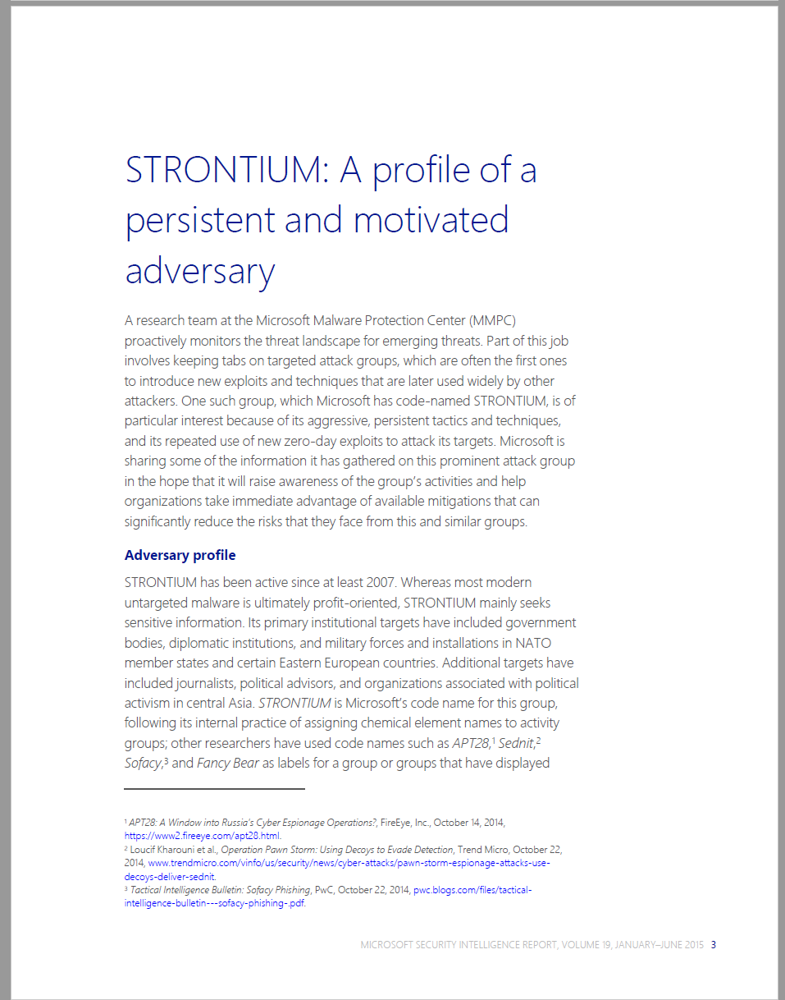 STRONTIUM: A profile of a
persistent and motivated
adversary
A research team at the Microsoft Malware Protection Center (MMPC)
proactively monitors the threat landscape for emerging threats. Part of this job
involves keeping tabs on targeted attack groups, which are often the first ones
to introduce new exploits and techniques that are later used widely by other
attackers. One such group, which Microsoft has code-named STRONTIUM, is of
particular interest because of its aggressive, persistent tactics and techniques,
and its repeated use of new zero-day exploits to attack its targets. Microsoft is
sharing some of the information it has gathered on this prominent attack group
in the hope that it will raise awareness of the group’s activities and help
organizations take immediate advantage of available mitigations that can
significantly reduce the risks that they face from this and similar groups.
Adversary profile
STRONTIUM has been active since at least 2007. Whereas most modern
untargeted malware is ultimately profit-oriented, STRONTIUM mainly seeks
sensitive information. Its primary institutional targets have included government
bodies, diplomatic institutions, and military forces and installations in NATO
member states and certain Eastern European countries. Additional targets have
included journalists, political advisors, and organizations associated with political
activism in central Asia. STRONTIUM is Microsoft’s code name for this group,
following its internal practice of assigning chemical element names to activity
groups; other researchers have used code names such as APT28,¹ Sednit,²
Sofacy,³ and Fancy Bear as labels for a group or groups that have displayed
¹ APT28: A Window into Russia’s Cyber Espionage Operations?, FireEye, Inc., October 14, 2014,
https://www2.fireeye.com/apt28.html.
² Loucif Kharouni et al., Operation Pawn Storm: Using Decoys to Evade Detection, Trend Micro, October 22,
2014, www.trendmicro.com/vinfo/us/security/news/cyber-attacks/pawn-storm-espionage-attacks-use-
decoys-deliver-sednit.
³ Tactical Intelligence Bulletin: Sofacy Phishing, PwC, October 22, 2014, pwc.blogs.com/files/tactical-
intelligence-bulletin---sofacy-phishing-.pdf.
MICROSOFT SECURITY INTELLIGENCE REPORT, VOLUME 19, JANUARY–JUNE 2015 3